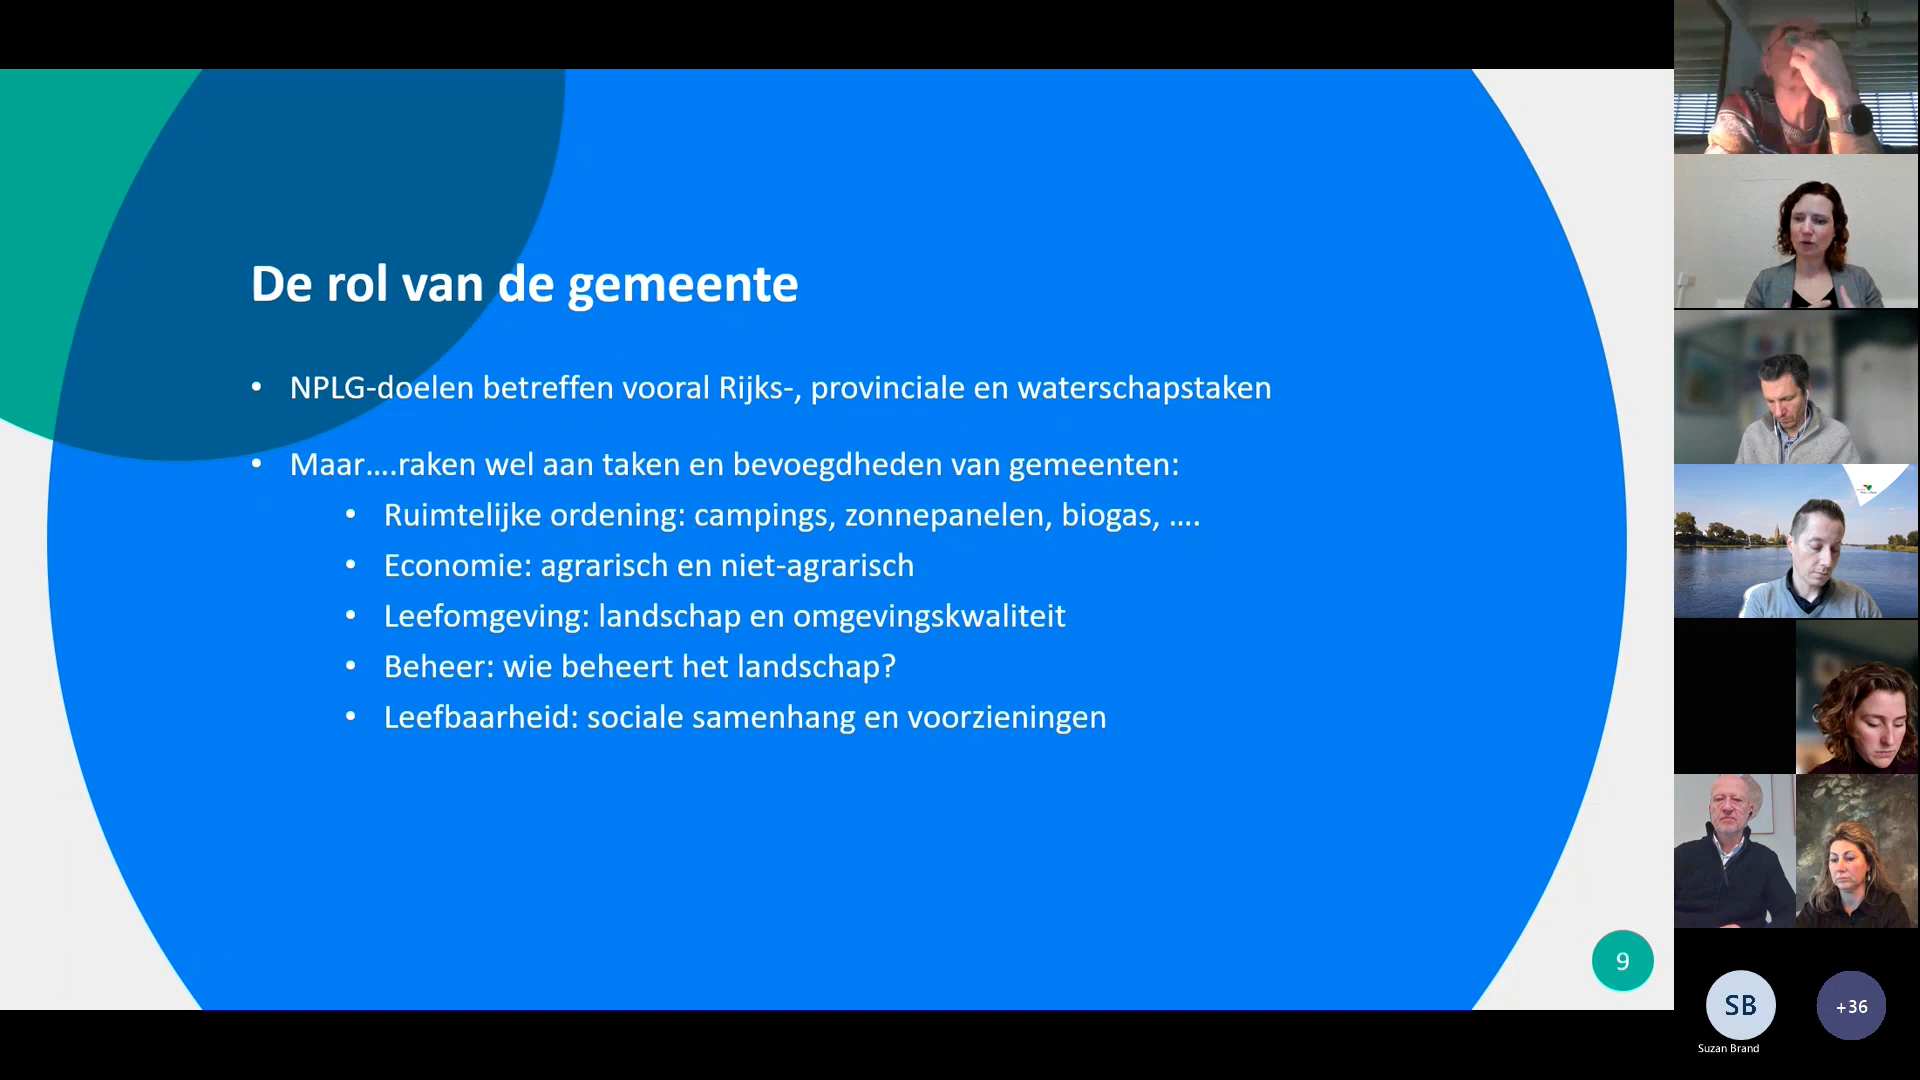 De rol van de gemeente
• NPLG-doelen betreffen vooral Rijks-, provinciale en waterschapstaken
• Maar....raken wel aan taken en bevoegdheden van gemeenten:
• Ruimtelijke ordening: campings, zonnepanelen, biogas, ....
• Economie: agrarisch en niet-agrarisch
• Leefomgeving: landschap en omgevingskwaliteit
• Beheer: wie beheert het landschap?
• Leefbaarheid: sociale samenhang en voorzieningen
9
SB
Suzan Brand
+36